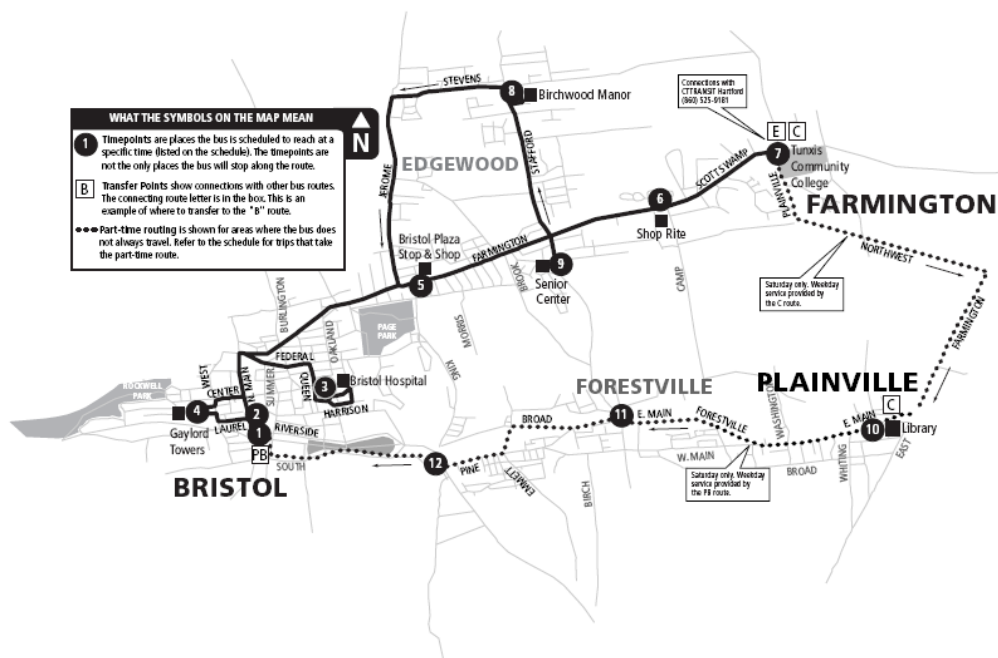 WHAT THE SYMBOLS ON THE MAP MEAN
1
Timepoints are places the bus is scheduled to reach at a
specific time (listed on the schedule). The timepoints are
not the only places the bus will stop along the route.
B
Transfer Points show connections with other bus routes.
The connecting route letter is in the box. This is an
example of where to transfer to the "B" route.
Part-time routing is shown for areas where the bus does
not always travel. Refer to the schedule for trips that take
the part-time route.
N
STEVENS
8
Birchwood Manor
EDGEWOOD
STAFFORD
JEROME
Connections with
CTTRANSIT Hartford
(860) 525-9181
E
C
7
Tunxis
Community
College
SCOTT SWAMP
PLAINVILLE
FARMINGTON
6
Shop Rite
Bristol Plaza
Stop & Shop
FARMINGTON
5
9
Senior
Center
BROOK
CAMP
NORTHWEST
Saturday only. Weekday
service provided by
the C route.
FARMINGTON
BURLINGTON
OAKLAND
PAGE
PARK
MORRIS
KING
FEDERAL
QUEEN
3
Bristol Hospital
HARRISON
ROCKWELL
PARK
WEST
CENTER
N. MAIN
SUMMER
4
Gaylord
Towers
LAUREL
2
1
RIVERSIDE
PB
SOUTH
BRISTOL
FORESTVILLE
PLAINVILLE
C
BROAD
11
E. MAIN
FORESTVILLE
WASHINGTON
E. MAIN
10
Library
EAST
12
PINE
EMMETT
BIRCH
W. MAIN
BROAD
WHITING
Saturday only. Weekday
service provided by
the PB route.